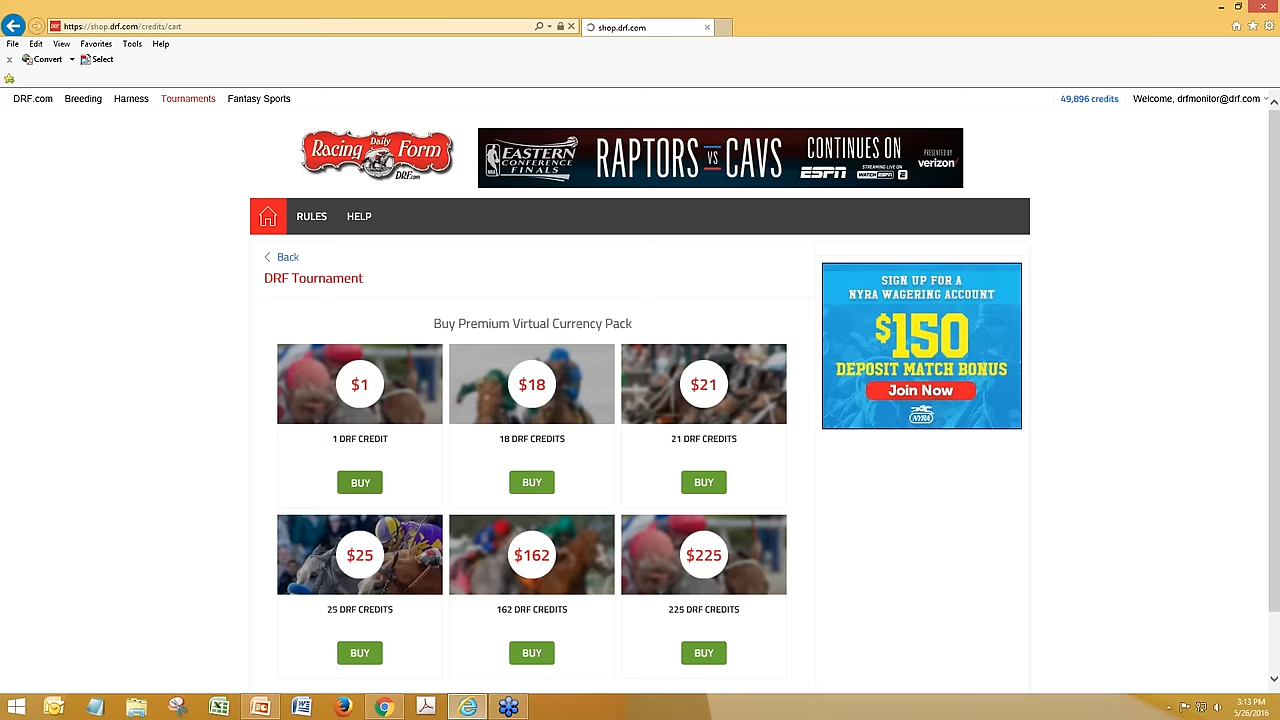 https://shop.drf.com/credits/cart
shop.drf.com
File Edit View Favorites Tools Help
Convert Select
DRF.com Breeding Harness Tournaments Fantasy Sports
49,896 credits Welcome, drfmonitor@drf.com
Daily
Racing Form
DRF.com
EASTERN
CONFERENCE
FINALS
RAPTORS VS CAVS
CONTINUES ON
ESPN
STREAMING LIVE ON
WATCH ESPN
PRESENTED BY
verizon
RULES HELP
Back
DRF Tournament
Buy Premium Virtual Currency Pack
$1 $18 $21
1 DRF CREDIT 18 DRF CREDITS 21 DRF CREDITS
BUY BUY BUY
$25 $162 $225
25 DRF CREDITS 162 DRF CREDITS 225 DRF CREDITS
BUY BUY BUY
SIGN UP FOR A
NYRA WAGERING ACCOUNT
$150
DEPOSIT MATCH BONUS
Join Now
NYRA
3:13 PM
5/26/2016